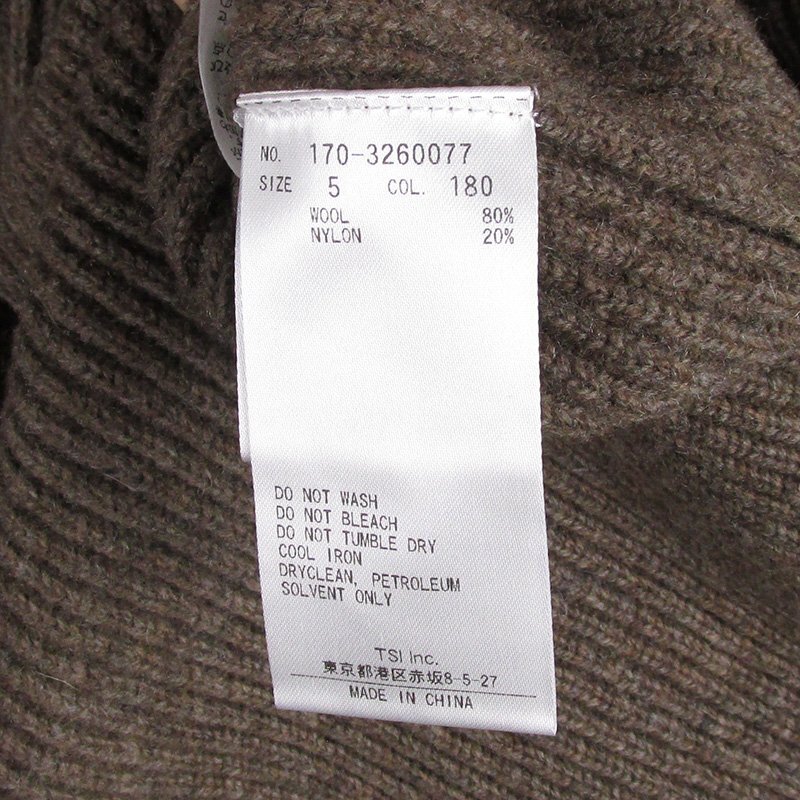 NO. 170-3260077
SIZE 5 COL. 180
WOOL 80%
NYLON 20%
DO NOT WASH
DO NOT BLEACH
DO NOT TUMBLE DRY
COOL IRON
DRYCLEAN, PETROLEUM
SOLVENT ONLY
TSI Inc.
東京都港区赤坂8-5-27
MADE IN CHINA